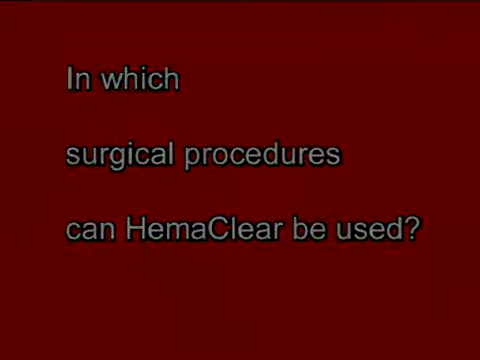 In which
surgical procedures
can HemaClear be used?